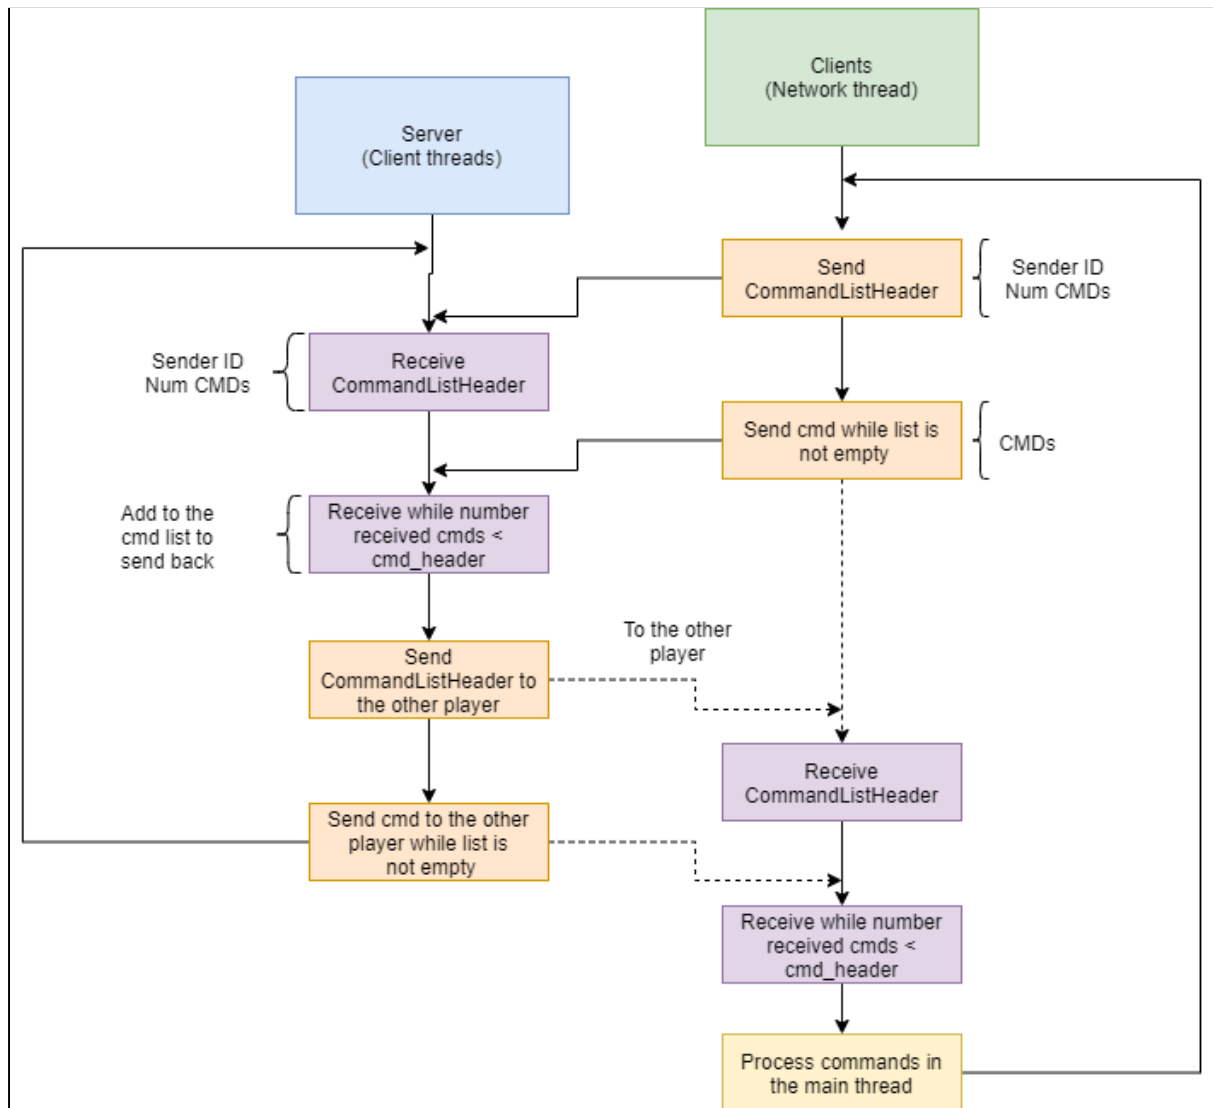 Clients
(Network thread)
Server
(Client threads)
Send
CommandListHeader
Sender ID
Num CMDs
Sender ID
Num CMDs
Receive
CommandListHeader
Send cmd while list is
not empty
CMDs
Add to the
cmd list to
send back
Receive while number
received cmds <
cmd_header
To the other
player
Send
CommandListHeader to
the other player
Receive
CommandListHeader
Send cmd to the other
player while list is
not empty
Receive while number
received cmds <
cmd_header
Process commands in
the main thread